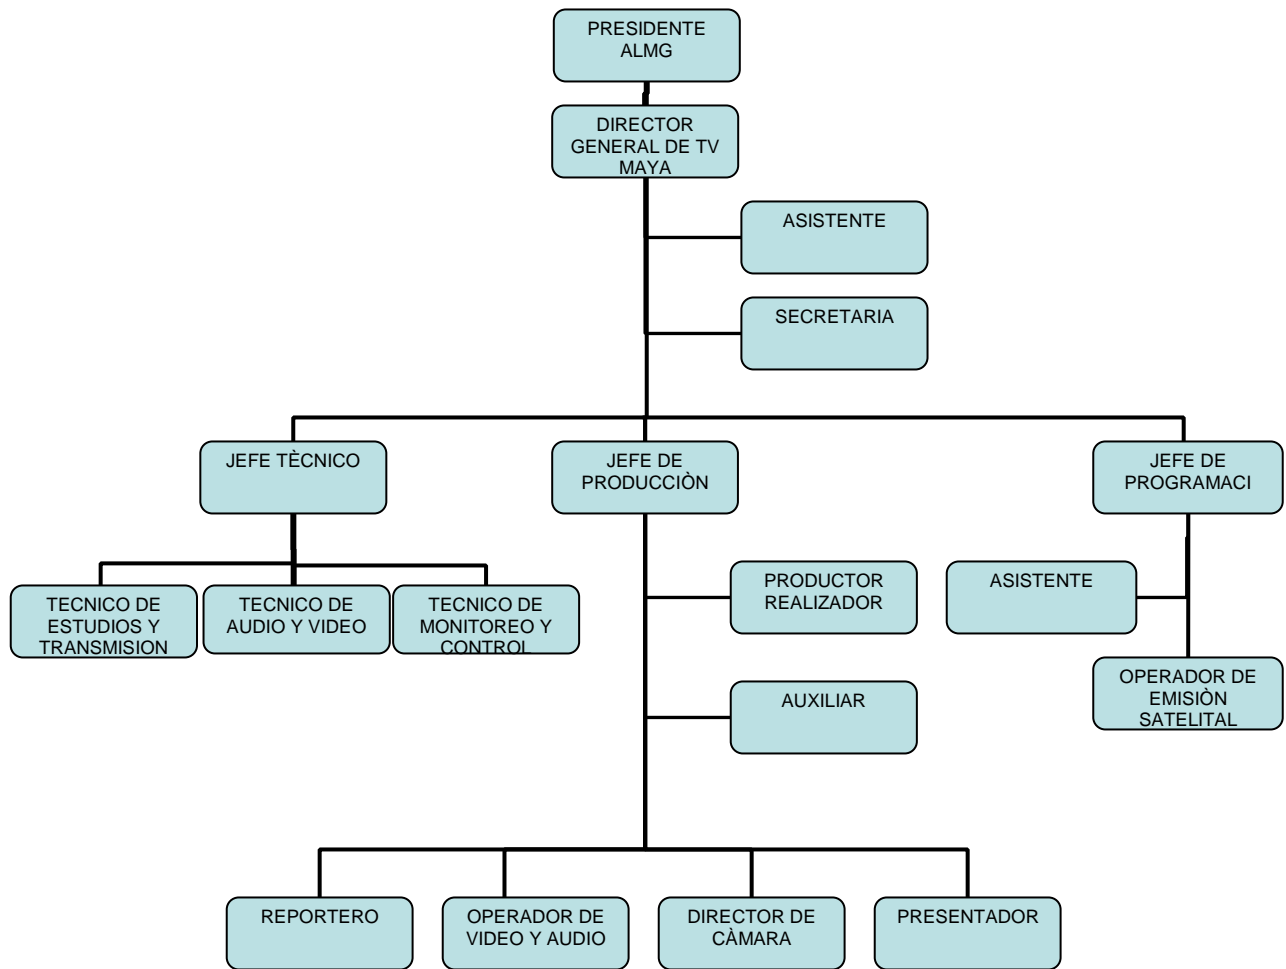 PRESIDENTE
ALMG
DIRECTOR
GENERAL DE TV
MAYA
ASISTENTE
SECRETARIA
JEFE TÈCNICO
JEFE DE
PRODUCCIÒN
JEFE DE
PROGRAMACI
TECNICO DE
ESTUDIOS Y
TRANSMISION
TECNICO DE
AUDIO Y VIDEO
TECNICO DE
MONITOREO Y
CONTROL
PRODUCTOR
REALIZADOR
ASISTENTE
AUXILIAR
OPERADOR DE
EMISIÒN
SATELITAL
REPORTERO
OPERADOR DE
VIDEO Y AUDIO
DIRECTOR DE
CÀMARA
PRESENTADOR